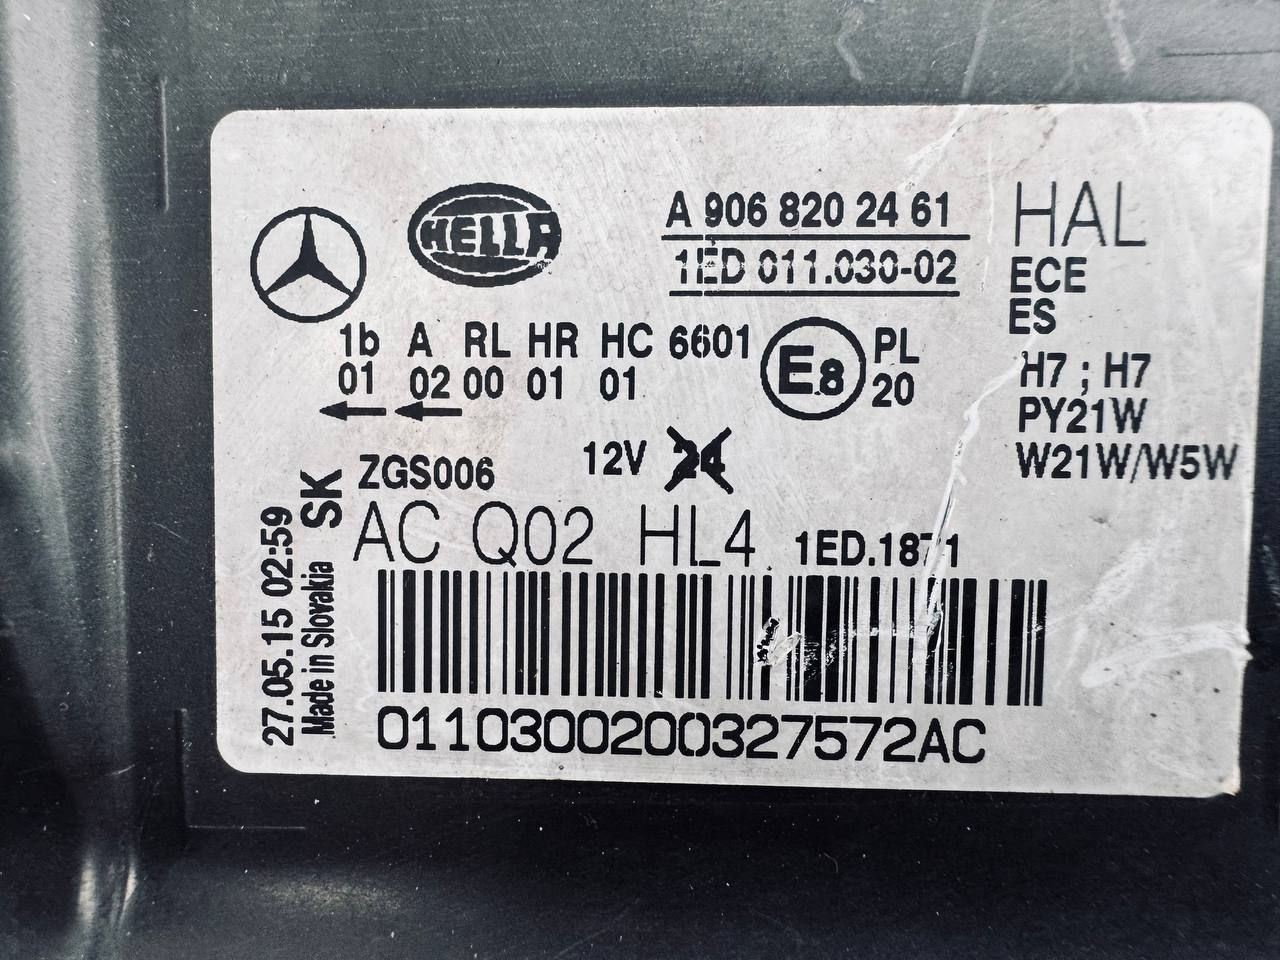 HELLA
A 906 820 24 61
1ED 011.030-02
HAL
ECE
ES
1b A RL HR HC 6601
01 02 00 01 01
E8
PL
20
H7 ; H7
PY21W
W21W/W5W
ZGS006
12V 24
AC Q02 HL4 1ED.1871
SK
27.05.15 02:59
Made in Slovakia
0110300200327572AC